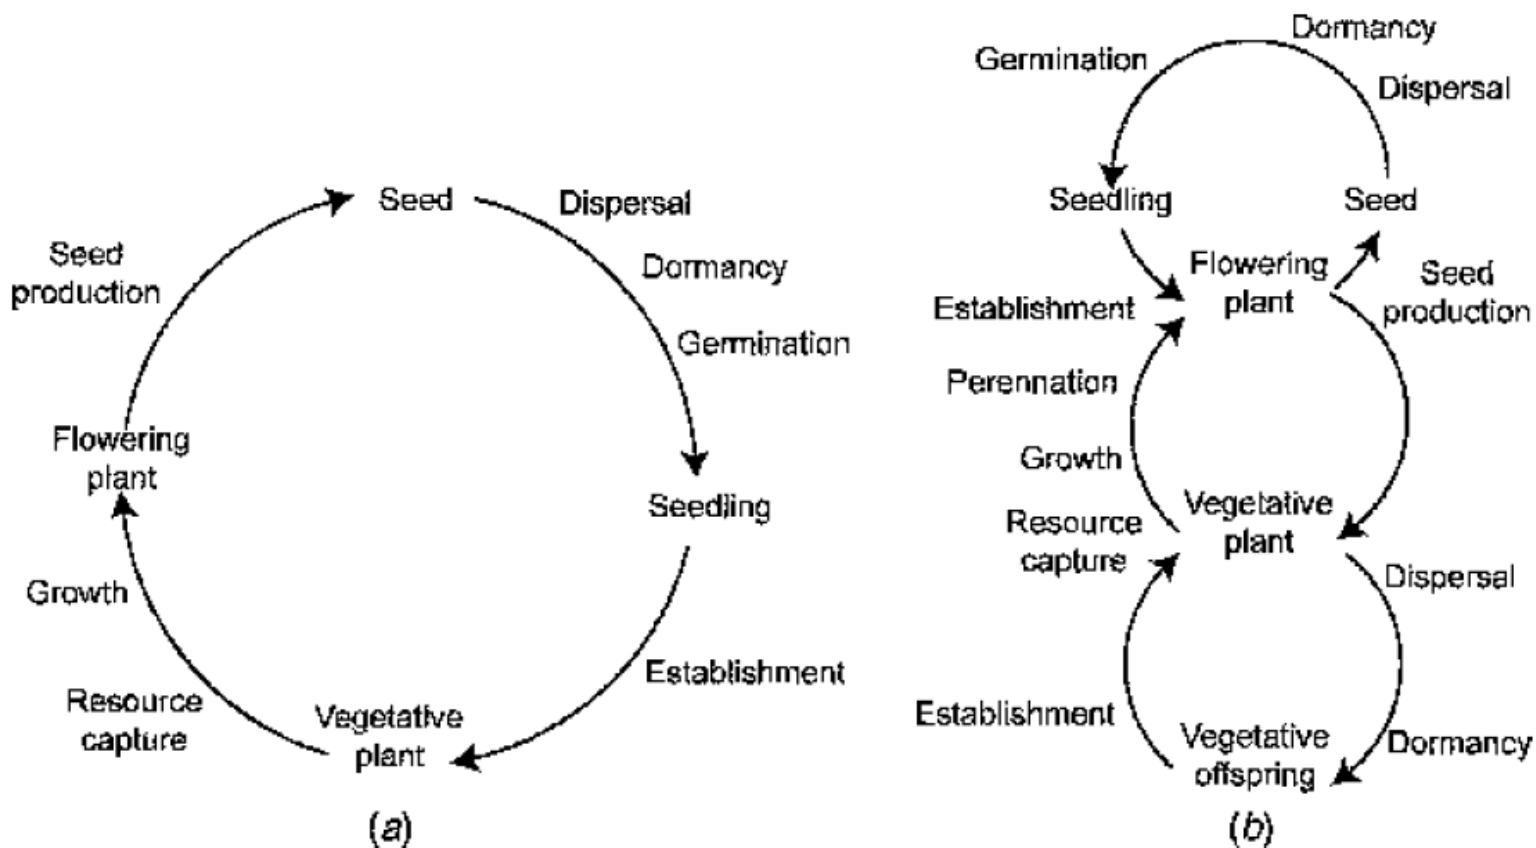 Seed
Dispersal
Dormancy
Germination
Seedling
Establishment
Vegetative
plant
Resource
capture
Growth
Flowering
plant
Seed
production
(a)
Dormancy
Germination
Dispersal
Seedling
Seed
Flowering
plant
Seed
production
Establishment
Perennation
Growth
Resource
capture
Vegetative
plant
Dispersal
Establishment
Vegetative
offspring
Dormancy
(b)